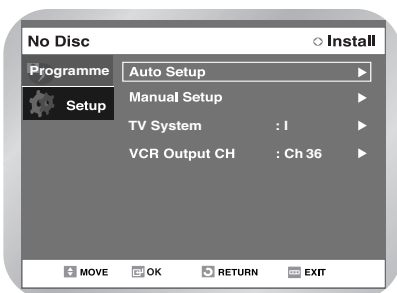 No Disc ○ Install
Programme
Setup
Auto Setup ►
Manual Setup ►
TV System : I ►
VCR Output CH : Ch 36 ►
MOVE OK RETURN EXIT